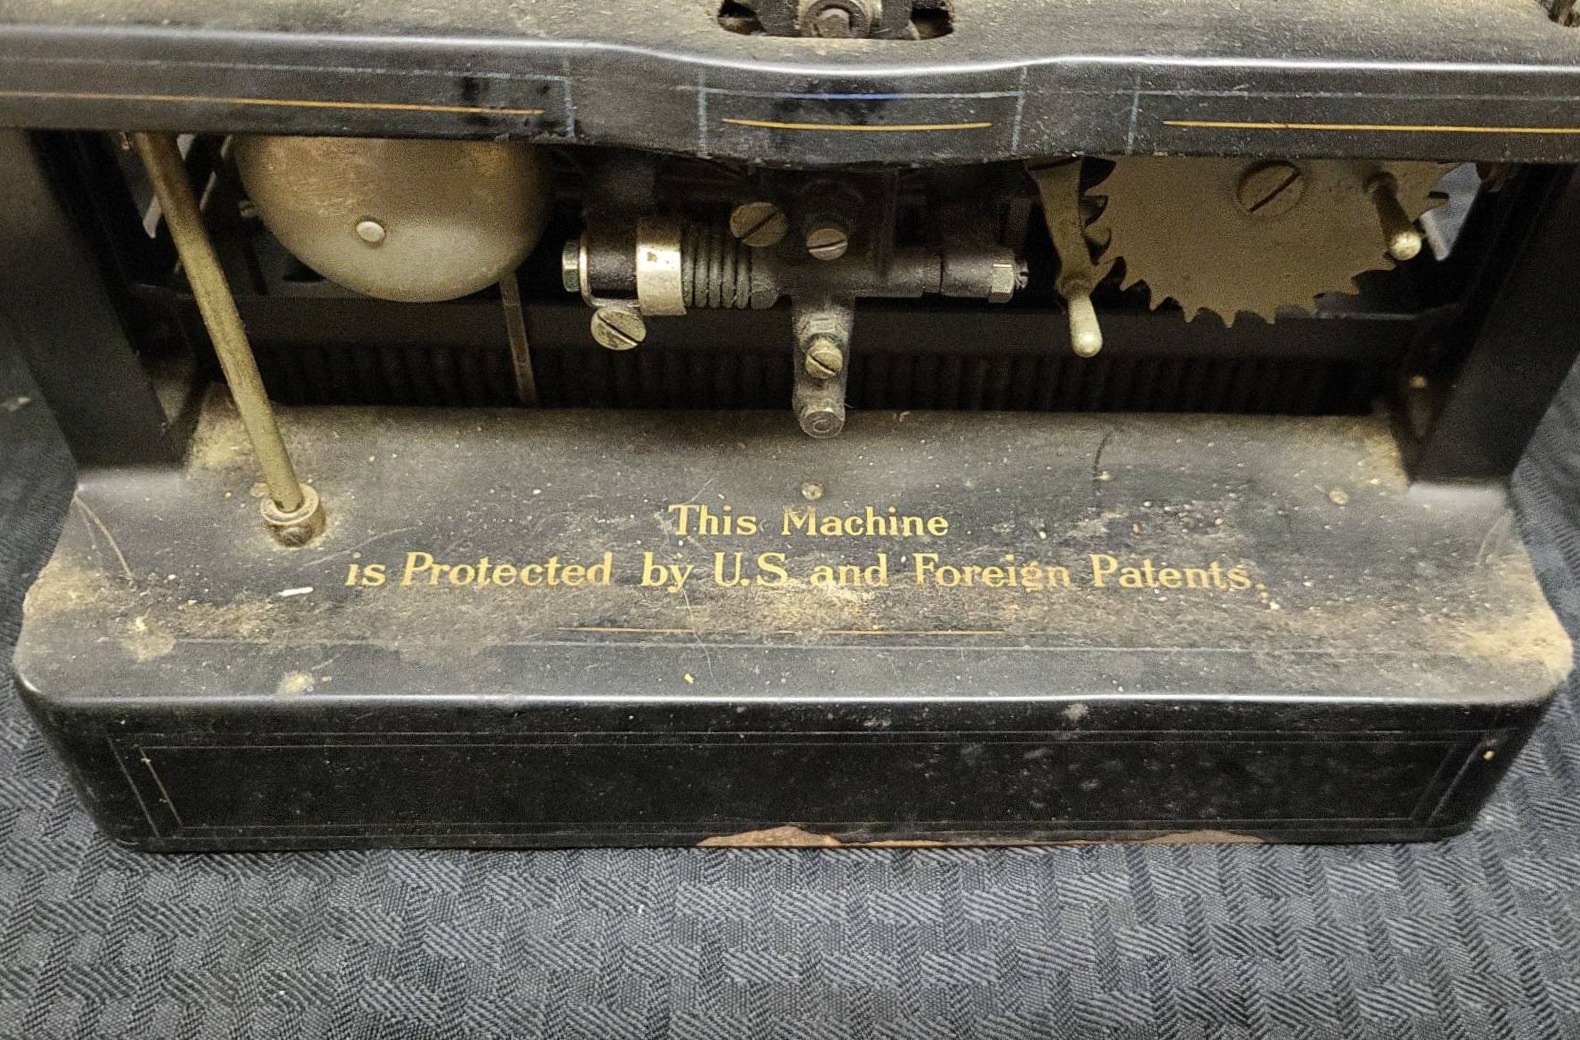 This Machine
is Protected by U.S. and Foreign Patents.